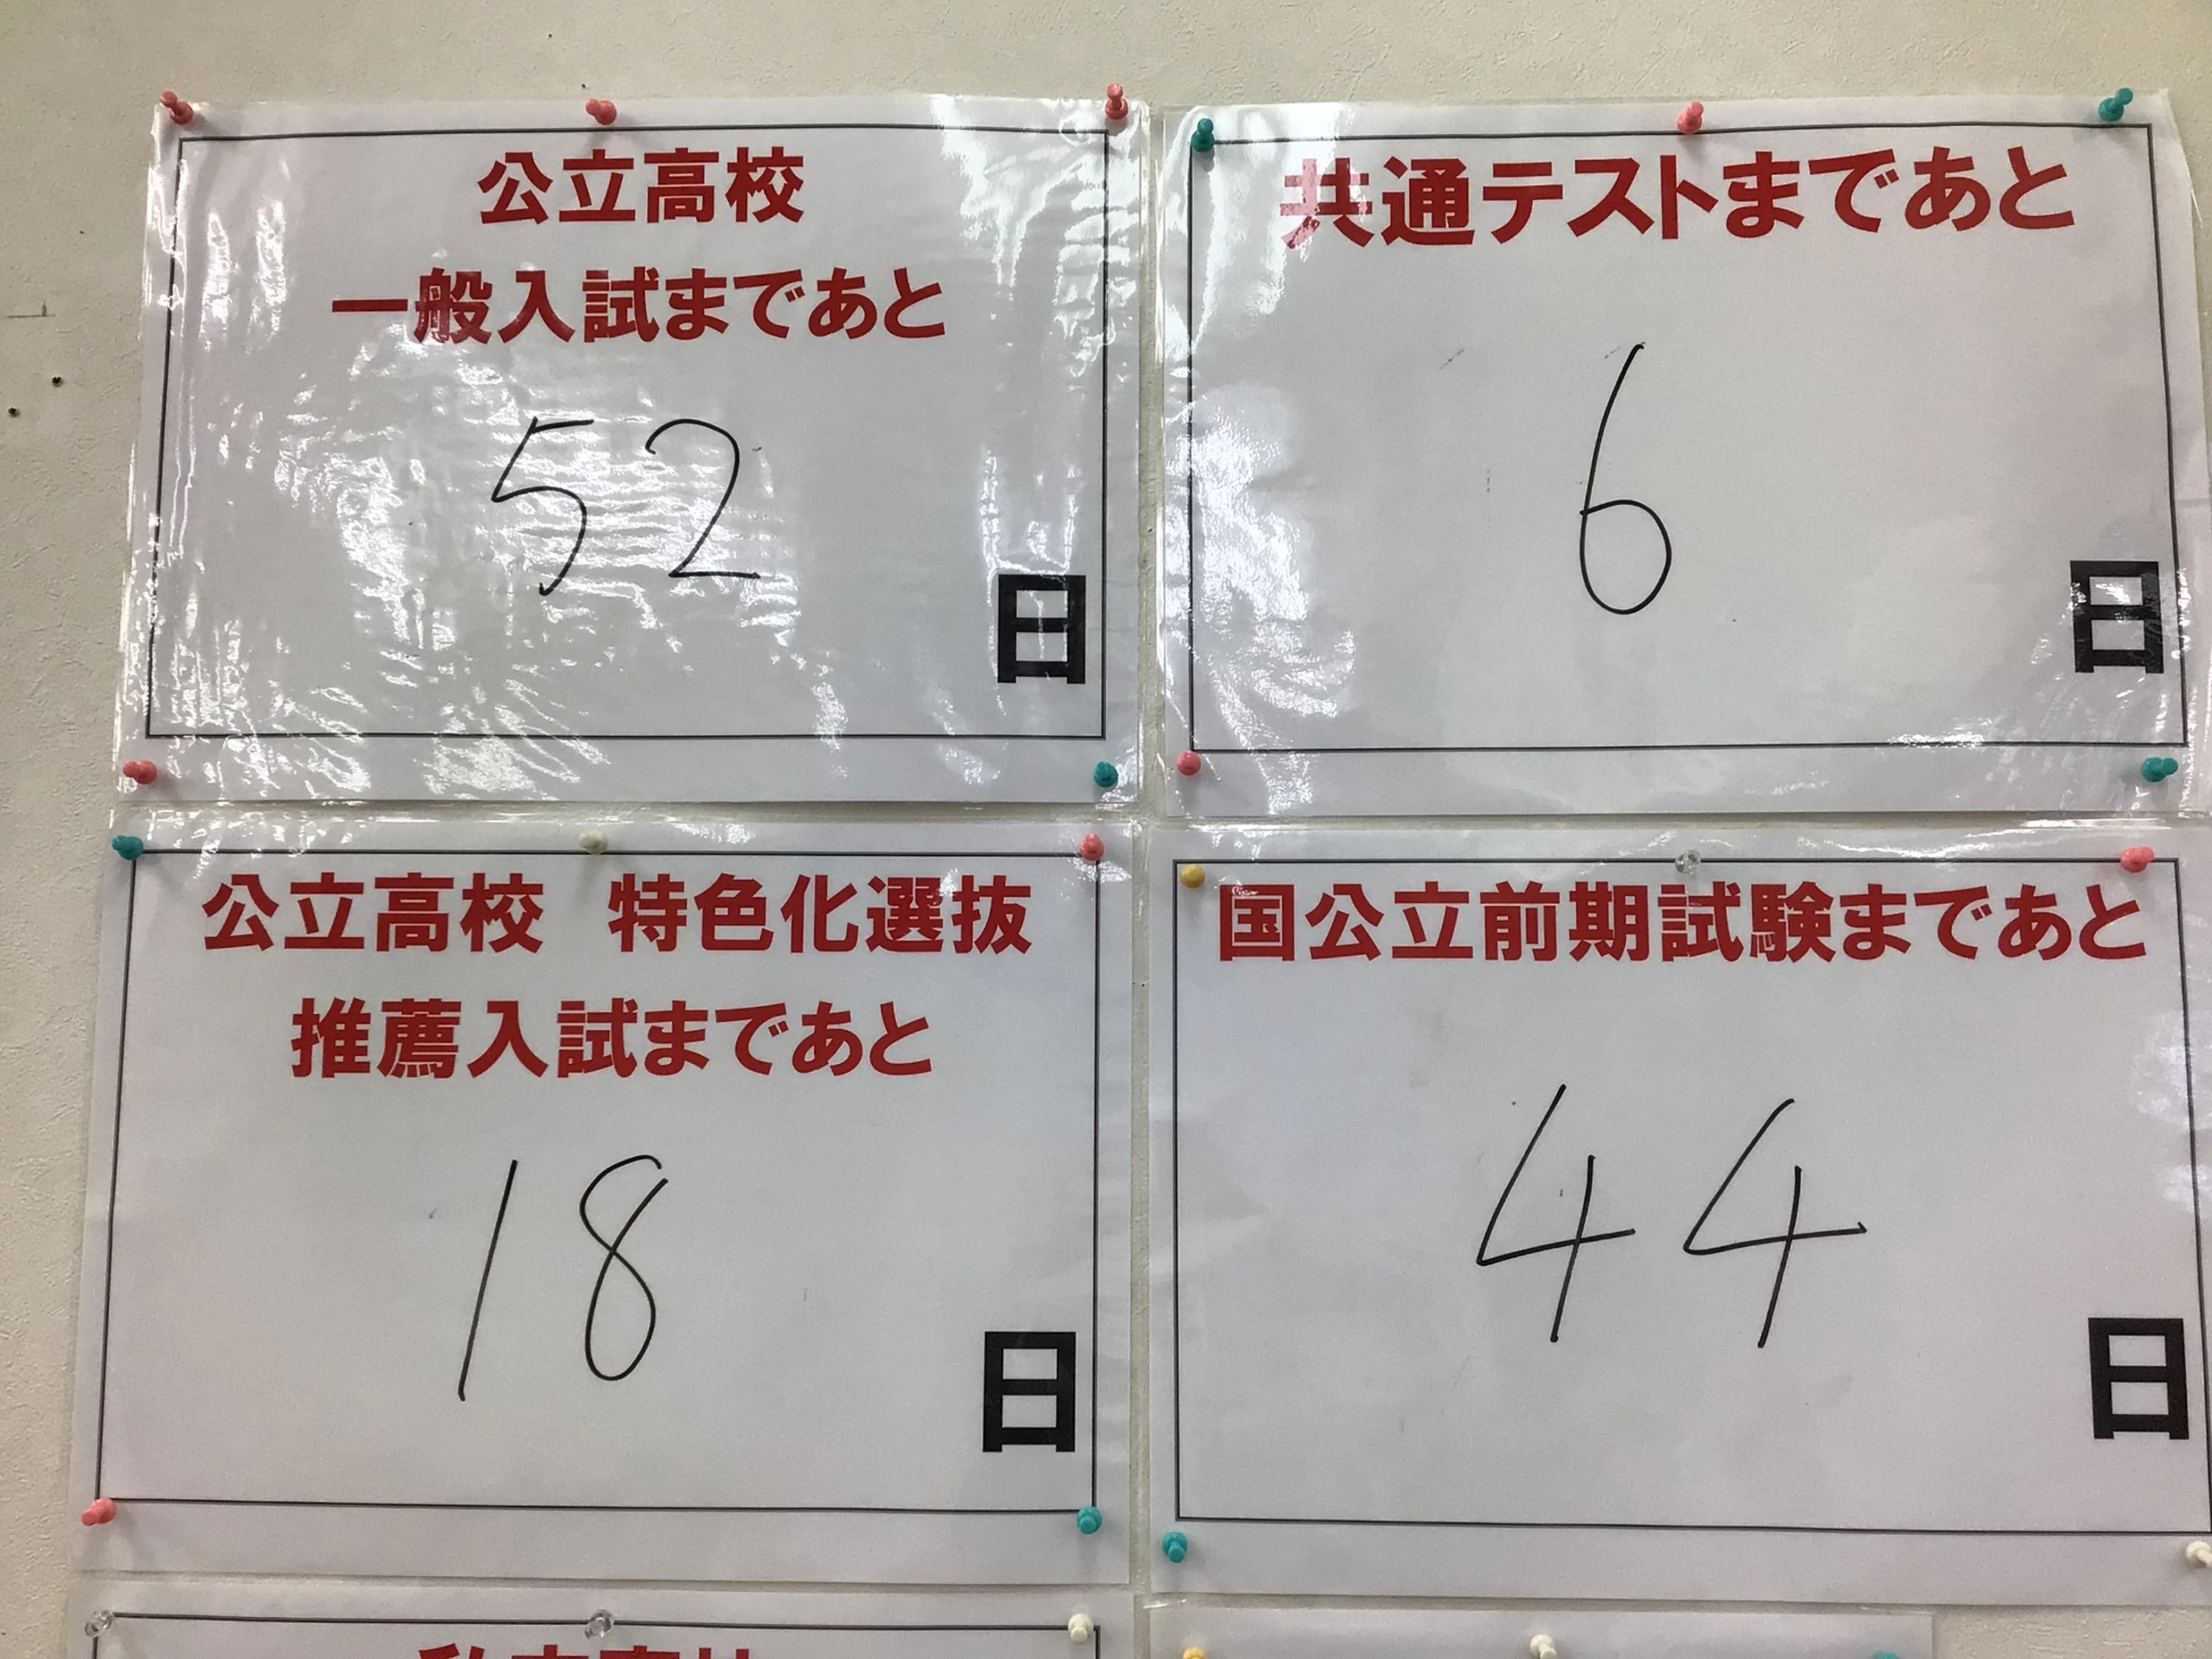 公立高校
一般入試まであと
52
日
共通テストまであと
6
日
公立高校 特色化選抜
推薦入試まであと
18
日
国公立前期試験まであと
44
日